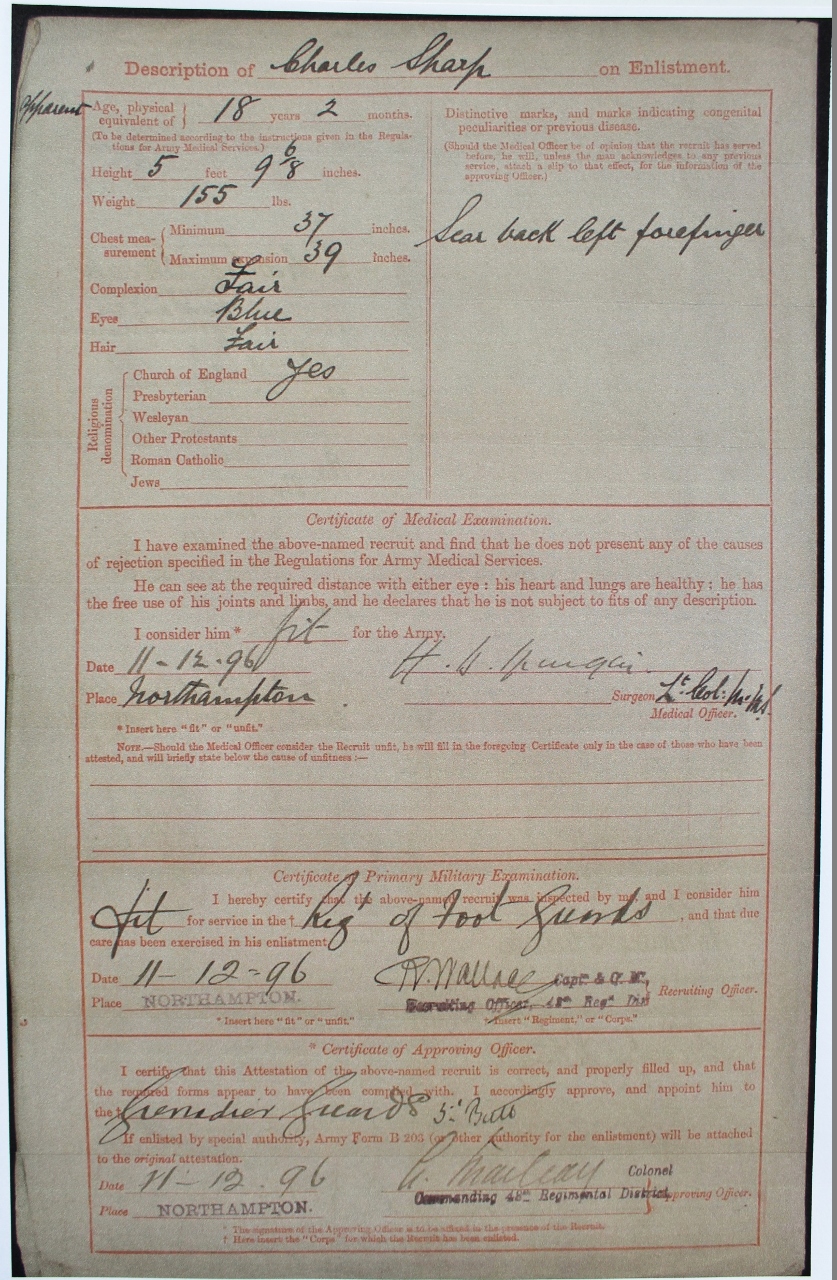 Description of Charles Sharp on Enlistment.
apparent
Age, physical equivalent of } 18 years 2 months.
(To be determined according to the instructions given in the Regulations for Army Medical Services.)
Height 5 feet 9 6/8 inches.
Weight 155 lbs.
Chest measurement { Minimum 37 inches.
Maximum expansion 39 inches.
Complexion Fair
Eyes Blue
Hair Fair
Religious denomination {
Church of England Yes
Presbyterian
Wesleyan
Other Protestants
Roman Catholic
Jews
Distinctive marks, and marks indicating congenital
peculiarities or previous disease.
(Should the Medical Officer be of opinion that the recruit has served
before, he will, unless the man acknowledges to any previous
service, attach a slip to that effect, for the information of the
approving Officer.)
Scar back left forefinger
Certificate of Medical Examination.
I have examined the above-named recruit and find that he does not present any of the causes
of rejection specified in the Regulations for Army Medical Services.
He can see at the required distance with either eye : his heart and lungs are healthy ; he has
the free use of his joints and limbs, and he declares that he is not subject to fits of any description.
I consider him * fit for the Army.
Date 11-12-96 H.
Place Northampton Surgeon Lt Col:
Medical Officer.
* Insert here "fit" or "unfit."
NOTE.—Should the Medical Officer consider the Recruit unfit, he will fill in the foregoing Certificate only in the case of those who have been
attested, and will briefly state below the cause of unfitness :—
Certificate of Primary Military Examination.
I hereby certify that the above-named recruit was inspected by me, and I consider him
fit for service in the † Regt of Foot Guards, and that due
care has been exercised in his enlistment
Date 11-12-96 R. Wallace Capt. & Q. M., Recruiting Officer.
Place NORTHAMPTON. Recruiting Officer, 48th Regl Dis
* Insert here "fit" or "unfit." Insert "Regiment," or "Corps."
* Certificate of Approving Officer.
I certify that this Attestation of the above-named recruit is correct, and properly filled up, and that
the required forms appear to have been complied with. I accordingly approve, and appoint him to
the † Grenadier Guards
If enlisted by special authority, Army Form B 203 (or other authority for the enlistment) will be attached
to the original attestation.
Date 11-12.96 Colonel
Commanding 48th Regimental District, Approving Officer.
Place NORTHAMPTON.
* The signature of the Approving Officer is to be affixed in the presence of the Recruit.
† Here insert the "Corps" for which the Recruit has been enlisted.